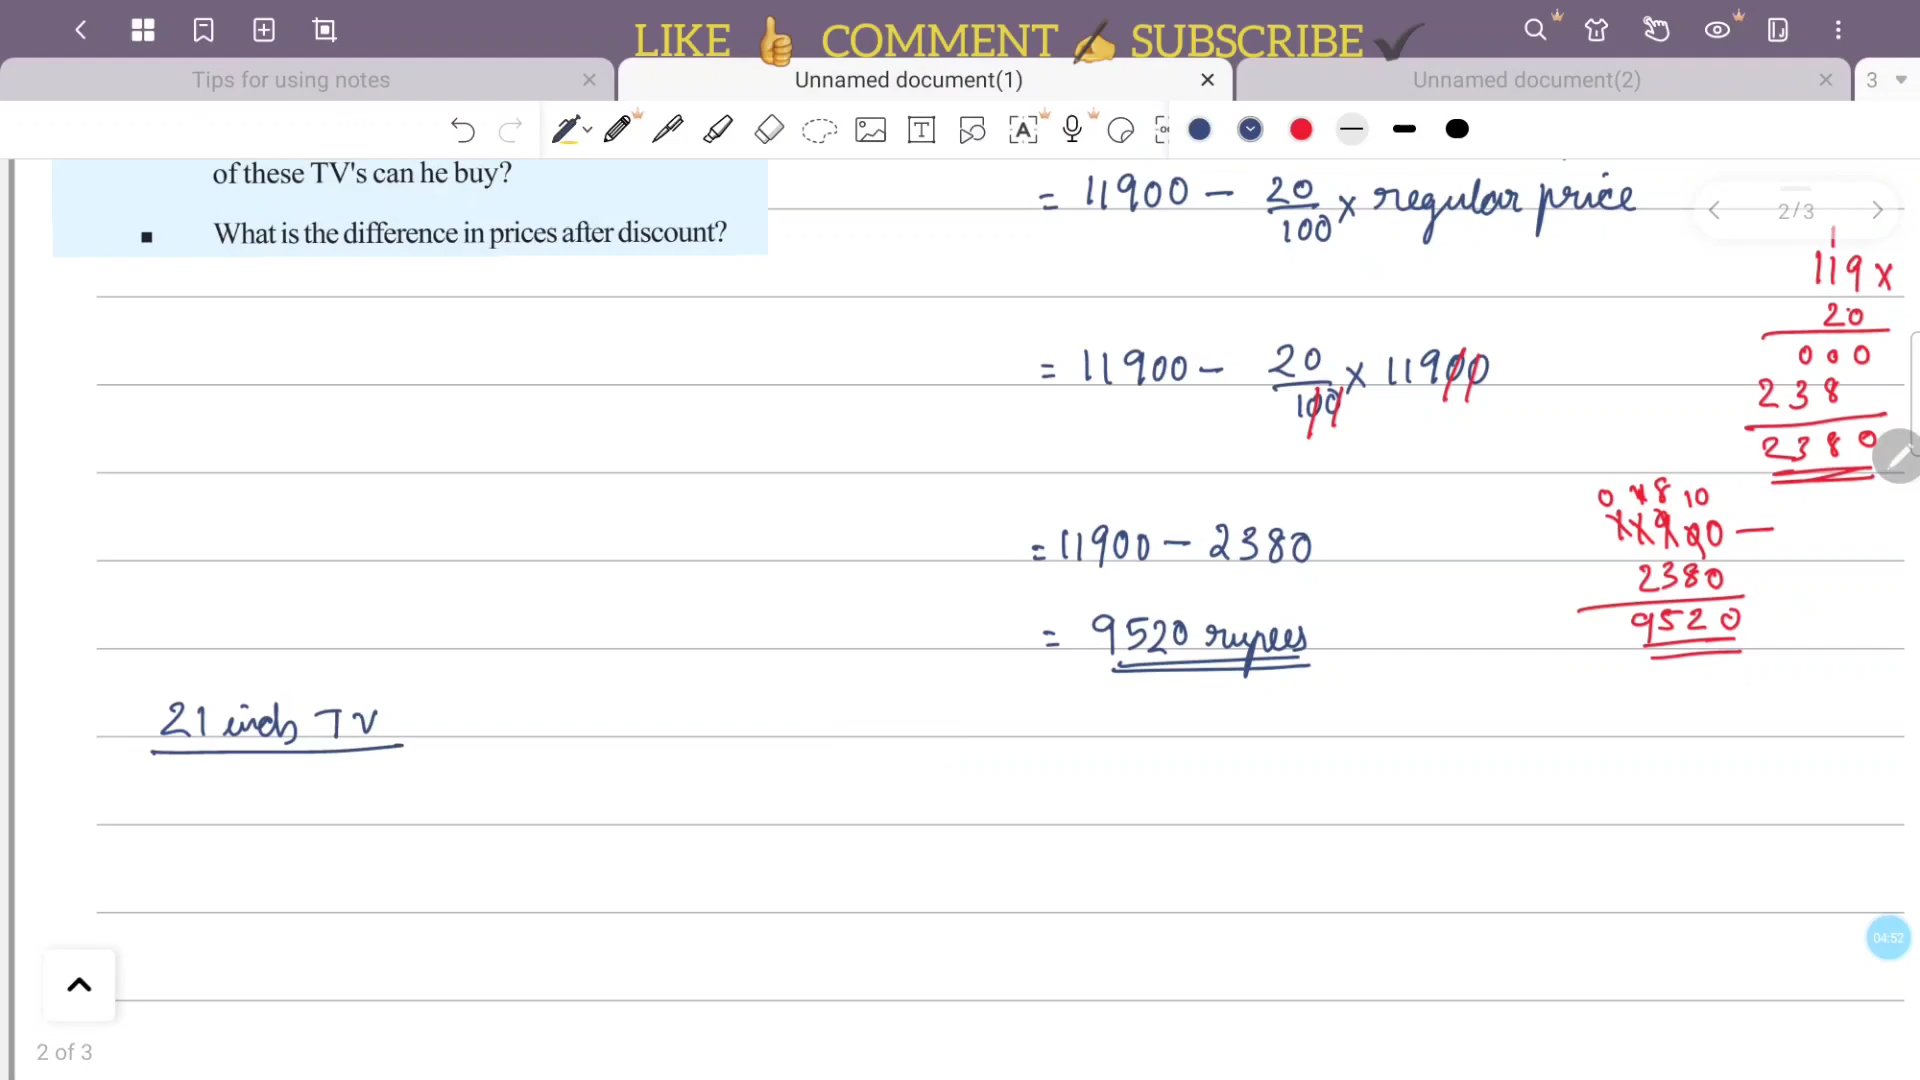 LIKE 👍 COMMENT ✍ SUBSCRIBE ✔
Tips for using notes
Unnamed document(1)
Unnamed document(2)
3
of these TV's can he buy?
What is the difference in prices after discount?
= 11900 - 20/100 x regular price
2/3
= 11900 - 20/100 x 11900
= 11900 - 2380
= 9520 rupees
119 x
20
000
238
2380
0 8 10
11900 -
2380
9520
21 inch TV
04:52
2 of 3